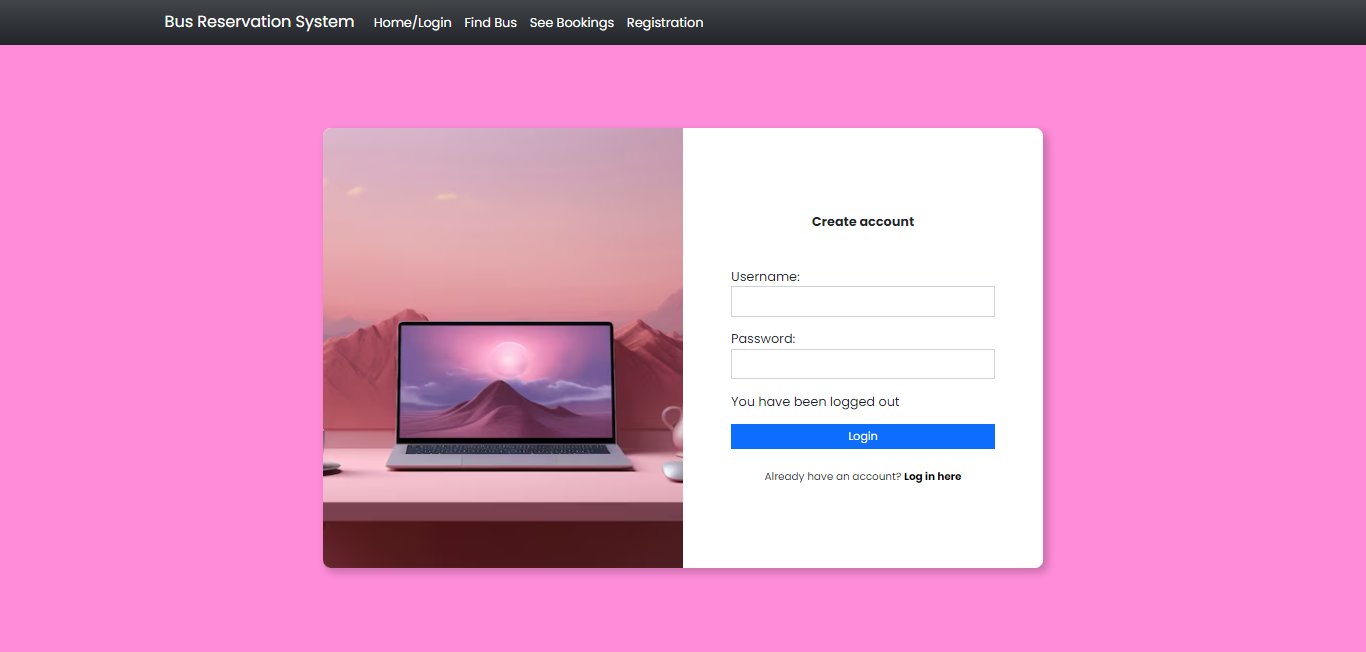 Bus Reservation System Home/Login Find Bus See Bookings Registration
Create account
Username:
Password:
You have been logged out
Login
Already have an account? Log in here